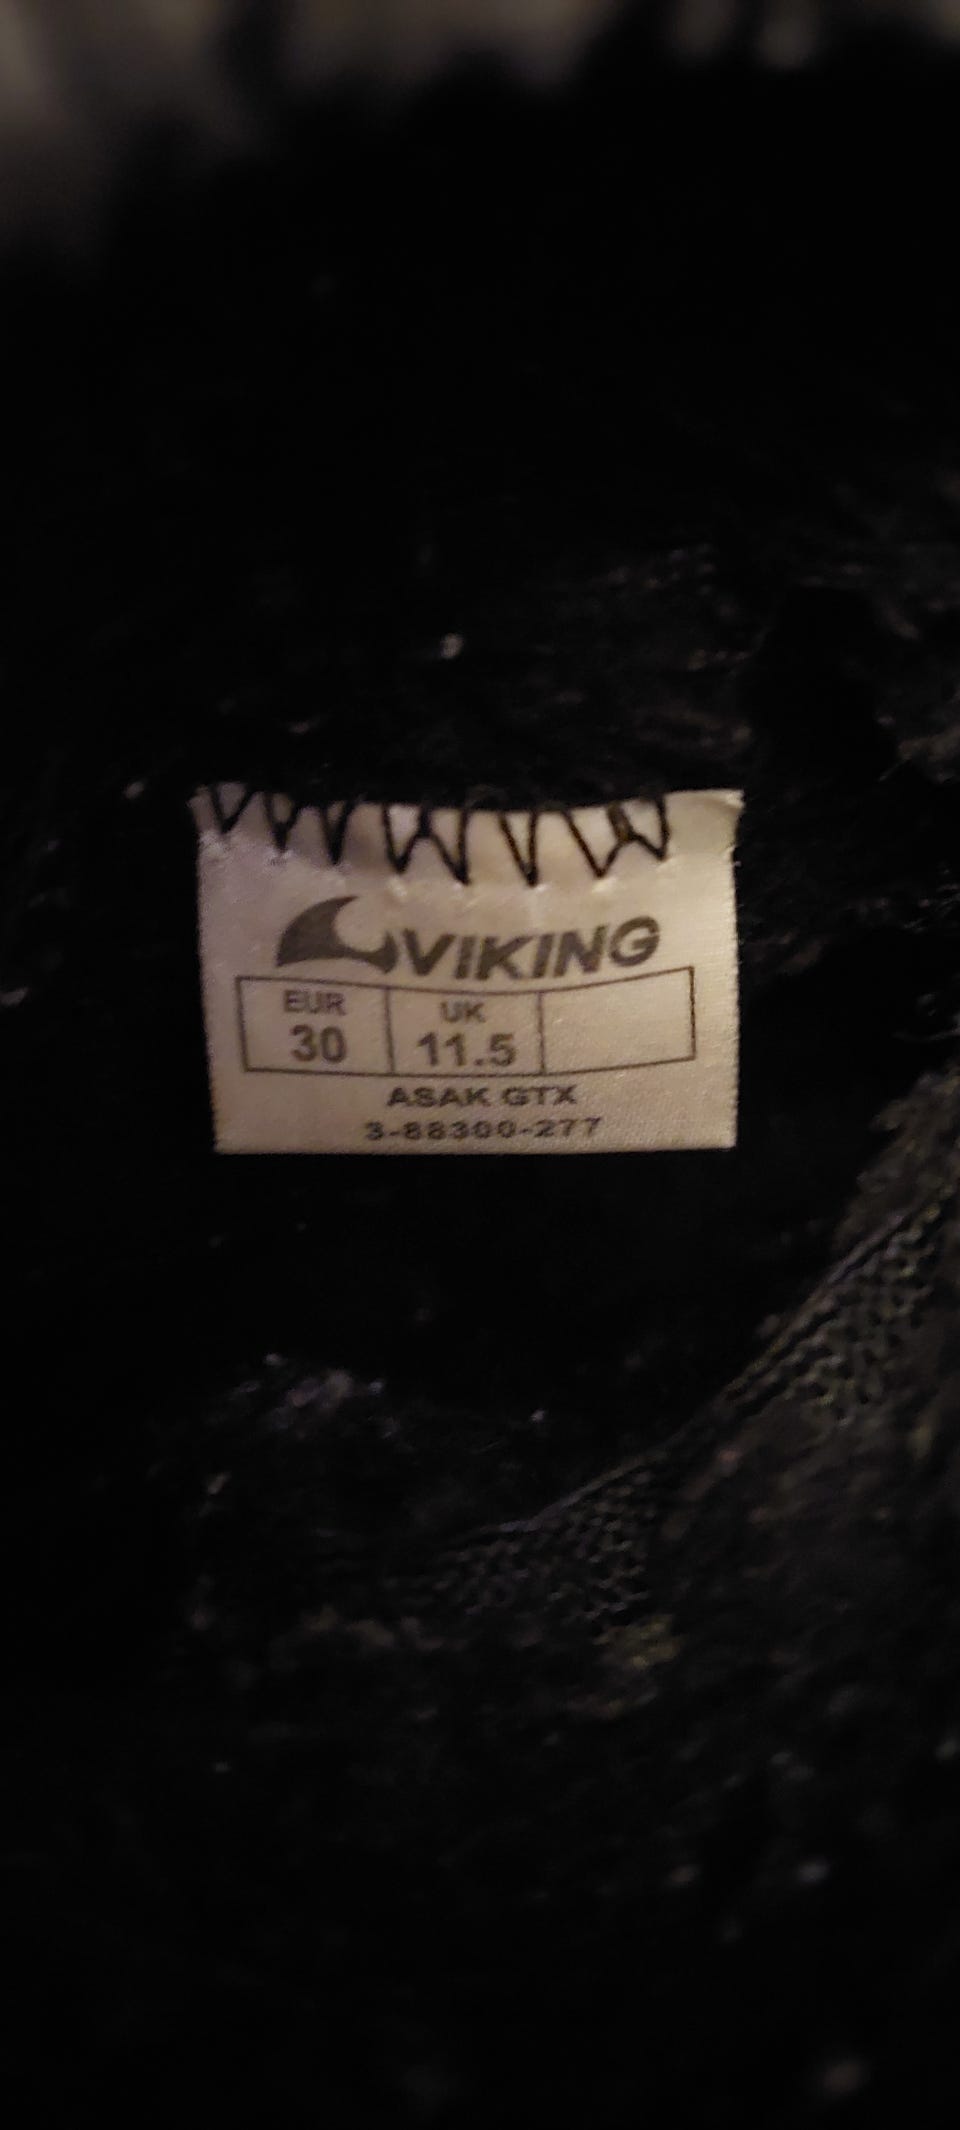 VIKING
EUR UK
30 11.5
ASAK GTX
3-88300-277